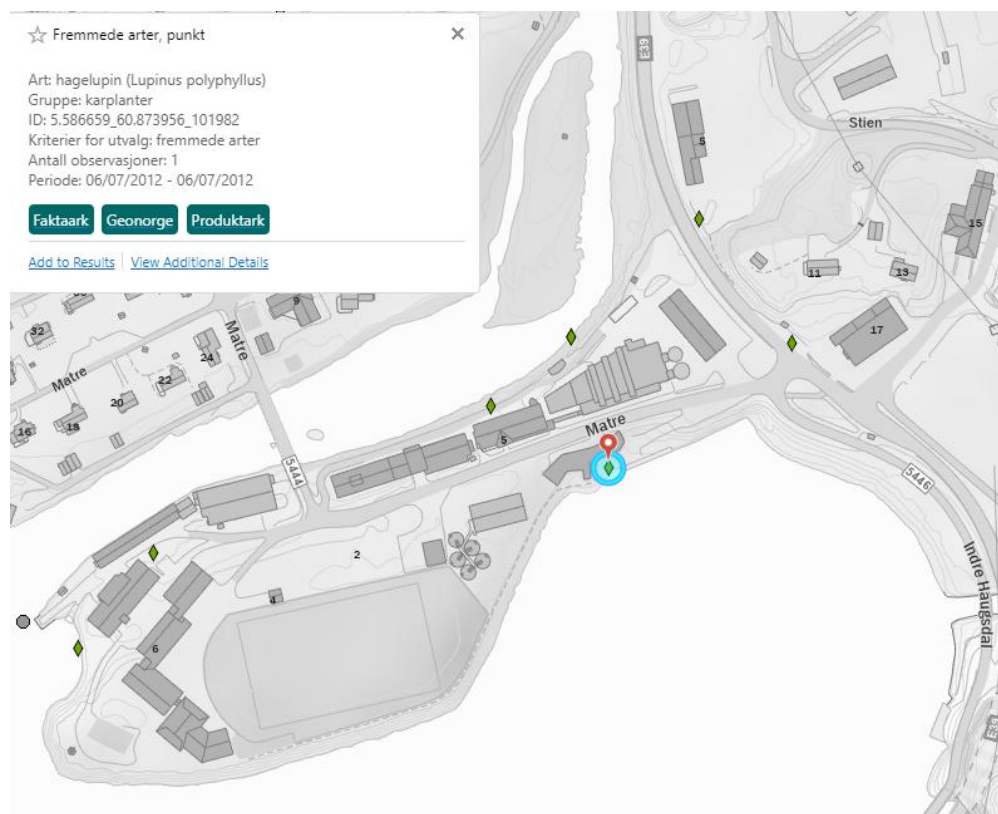 Fremmede arter, punkt
Art: hagelupin (Lupinus polyphyllus)
Gruppe: karplanter
ID: 5.586659_60.873956_101982
Kriterier for utvalg: fremmede arter
Antall observasjoner: 1
Periode: 06/07/2012 - 06/07/2012
Faktaark Geonorge Produktark
Add to Results View Additional Details
E39
Stien
5
15
11
13
9
17
32
Matre
24
Matre
22
20
18
16
Matre
5
5444
5446
2
Indre Haugsdal
4
6
E39